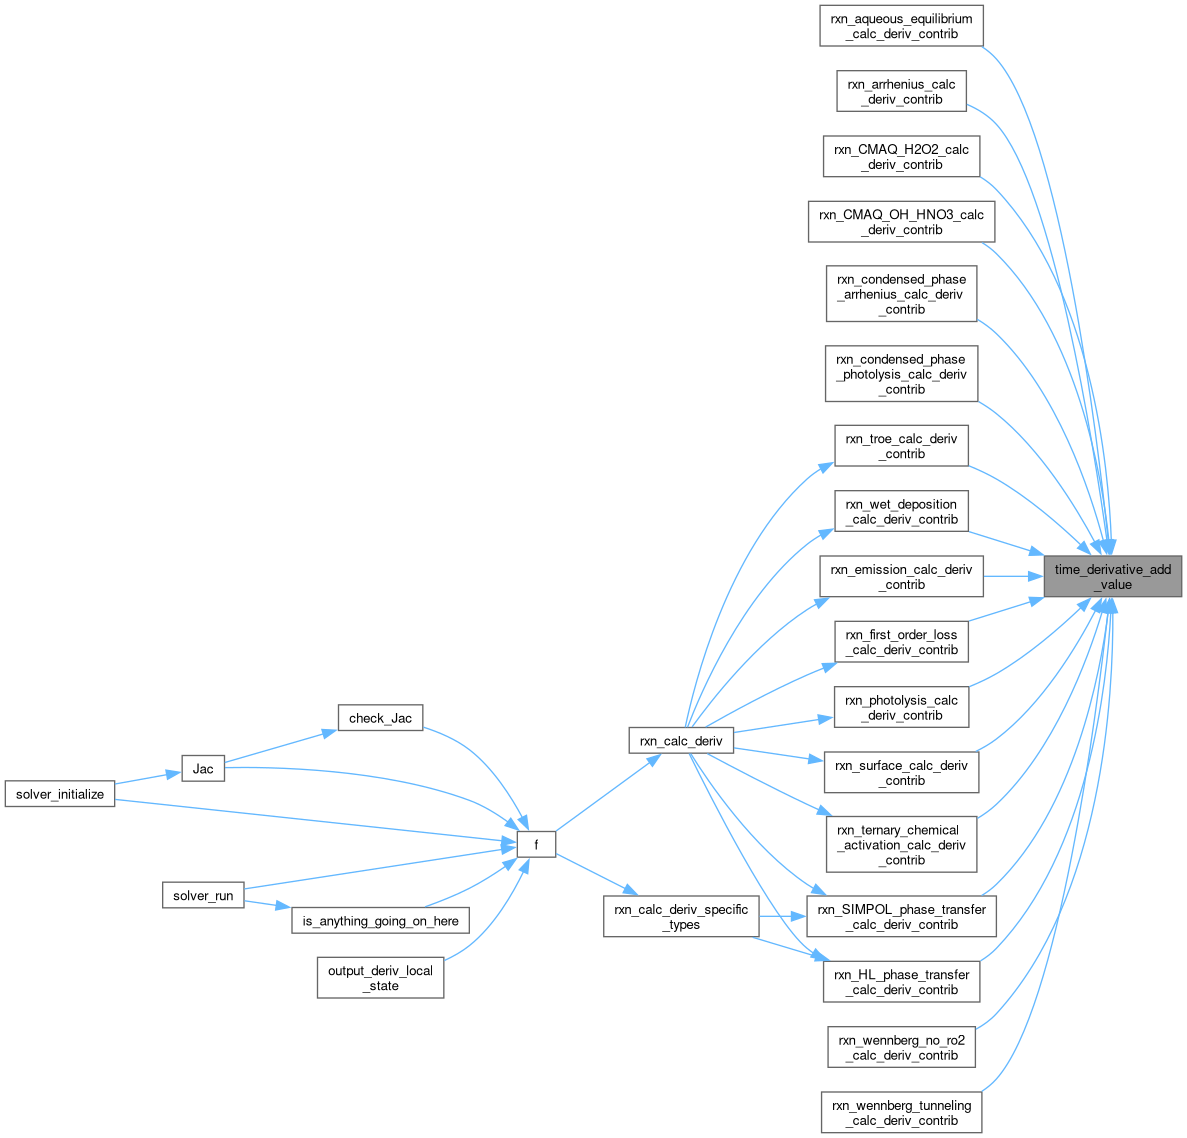 rxn_aqueous_equilibrium
_calc_deriv_contrib
rxn_arrhenius_calc
_deriv_contrib
rxn_CMAQ_H2O2_calc
_deriv_contrib
rxn_CMAQ_OH_HNO3_calc
_deriv_contrib
rxn_condensed_phase
_arrhenius_calc_deriv
_contrib
rxn_condensed_phase
_photolysis_calc_deriv
_contrib
rxn_troe_calc_deriv
_contrib
rxn_wet_deposition
_calc_deriv_contrib
rxn_emission_calc_deriv
_contrib
time_derivative_add
_value
rxn_first_order_loss
_calc_deriv_contrib
rxn_photolysis_calc
_deriv_contrib
check_Jac
rxn_calc_deriv
Jac
rxn_surface_calc_deriv
_contrib
solver_initialize
rxn_ternary_chemical
_activation_calc_deriv
_contrib
f
solver_run
is_anything_going_on_here
rxn_calc_deriv_specific
_types
rxn_SIMPOL_phase_transfer
_calc_deriv_contrib
output_deriv_local
_state
rxn_HL_phase_transfer
_calc_deriv_contrib
rxn_wennberg_no_ro2
_calc_deriv_contrib
rxn_wennberg_tunneling
_calc_deriv_contrib